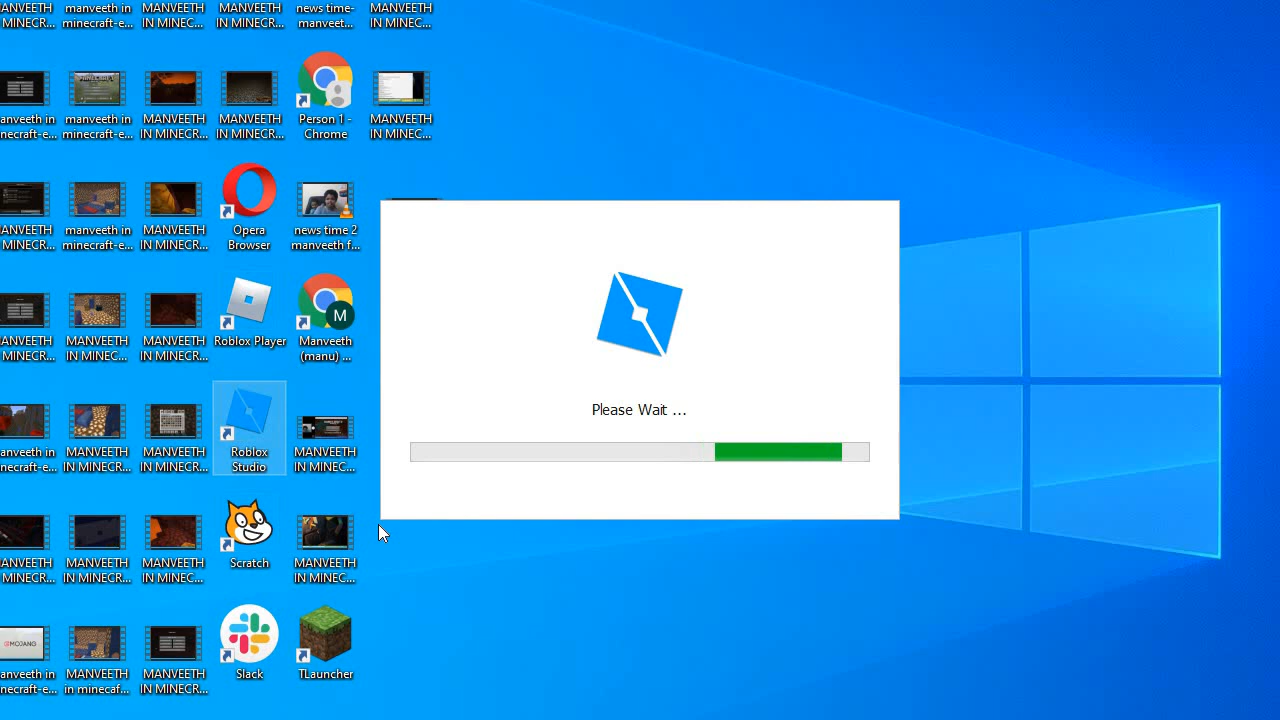 ANVEETH
MINECR...
manveeth in
minecraft-e...
MANVEETH
IN MINECR...
MANVEETH
IN MINECR...
news time-
manveet...
MANVEETH
IN MINEC...
anveeth in
necraft-e...
manveeth in
minecraft-e...
MANVEETH
IN MINECR...
MANVEETH
IN MINECR...
Person 1 -
Chrome
MANVEETH
IN MINEC...
ANVEETH
MINECR...
manveeth in
minecraft-e...
MANVEETH
IN MINECR...
Opera
Browser
news time 2
manveeth f...
ANVEETH
MINECR...
MANVEETH
IN MINEC...
MANVEETH
IN MINECR...
Roblox Player
M
Manveeth
(manu) ...
anveeth in
necraft-e...
MANVEETH
IN MINECR...
MANVEETH
IN MINECR...
Roblox
Studio
MANVEETH
IN MINEC...
Please Wait ...
ANVEETH
MINECR...
MANVEETH
IN MINECR...
MANVEETH
IN MINECR...
Scratch
MANVEETH
IN MINEC...
MOJANG
anveeth in
necraft-e...
MANVEETH
in minecaf...
MANVEETH
IN MINECR...
Slack
TLauncher